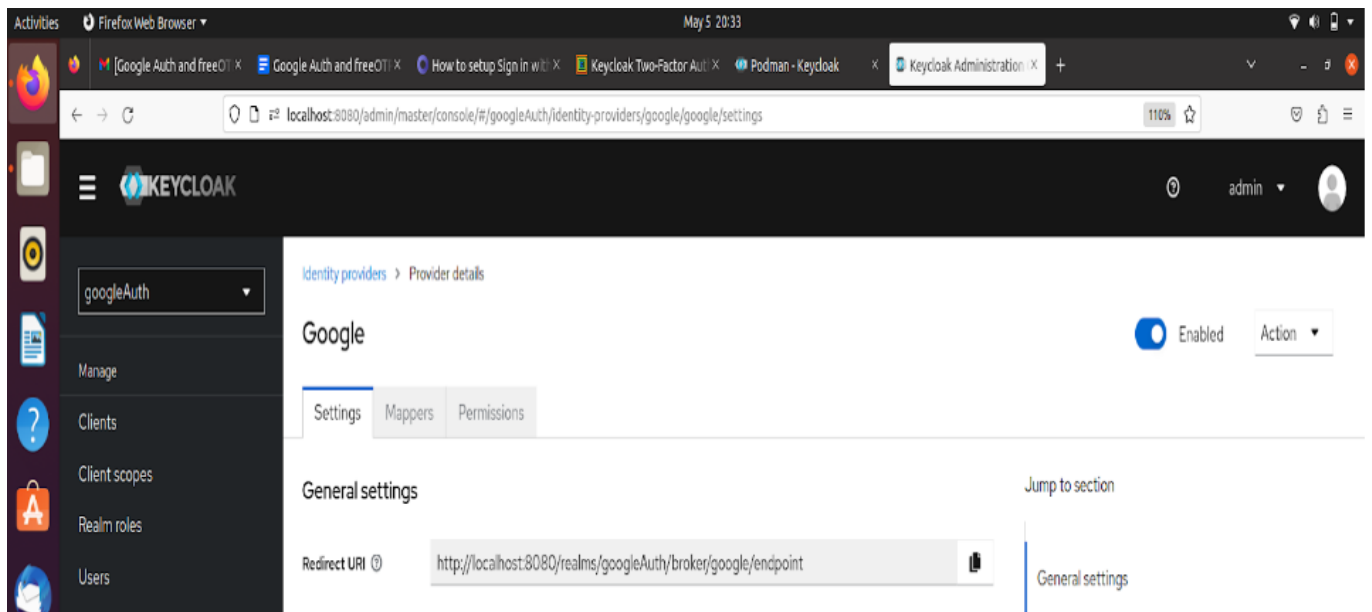 Activities Firefox Web Browser May 5 20:33
[Google Auth and freeOT Google Auth and freeOT How to setup Sign in with Keycloak Two-Factor Aut Podman - Keycloak Keycloak Administration
localhost:8080/admin/master/console/#/googleAuth/identity-providers/google/google/settings 110%
KEYCLOAK admin
googleAuth
Identity providers > Provider details
Google Enabled Action
Manage
Settings Mappers Permissions
Clients
Client scopes
General settings Jump to section
Realm roles
Redirect URI http://localhost:8080/realms/googleAuth/broker/google/endpoint
Users General settings